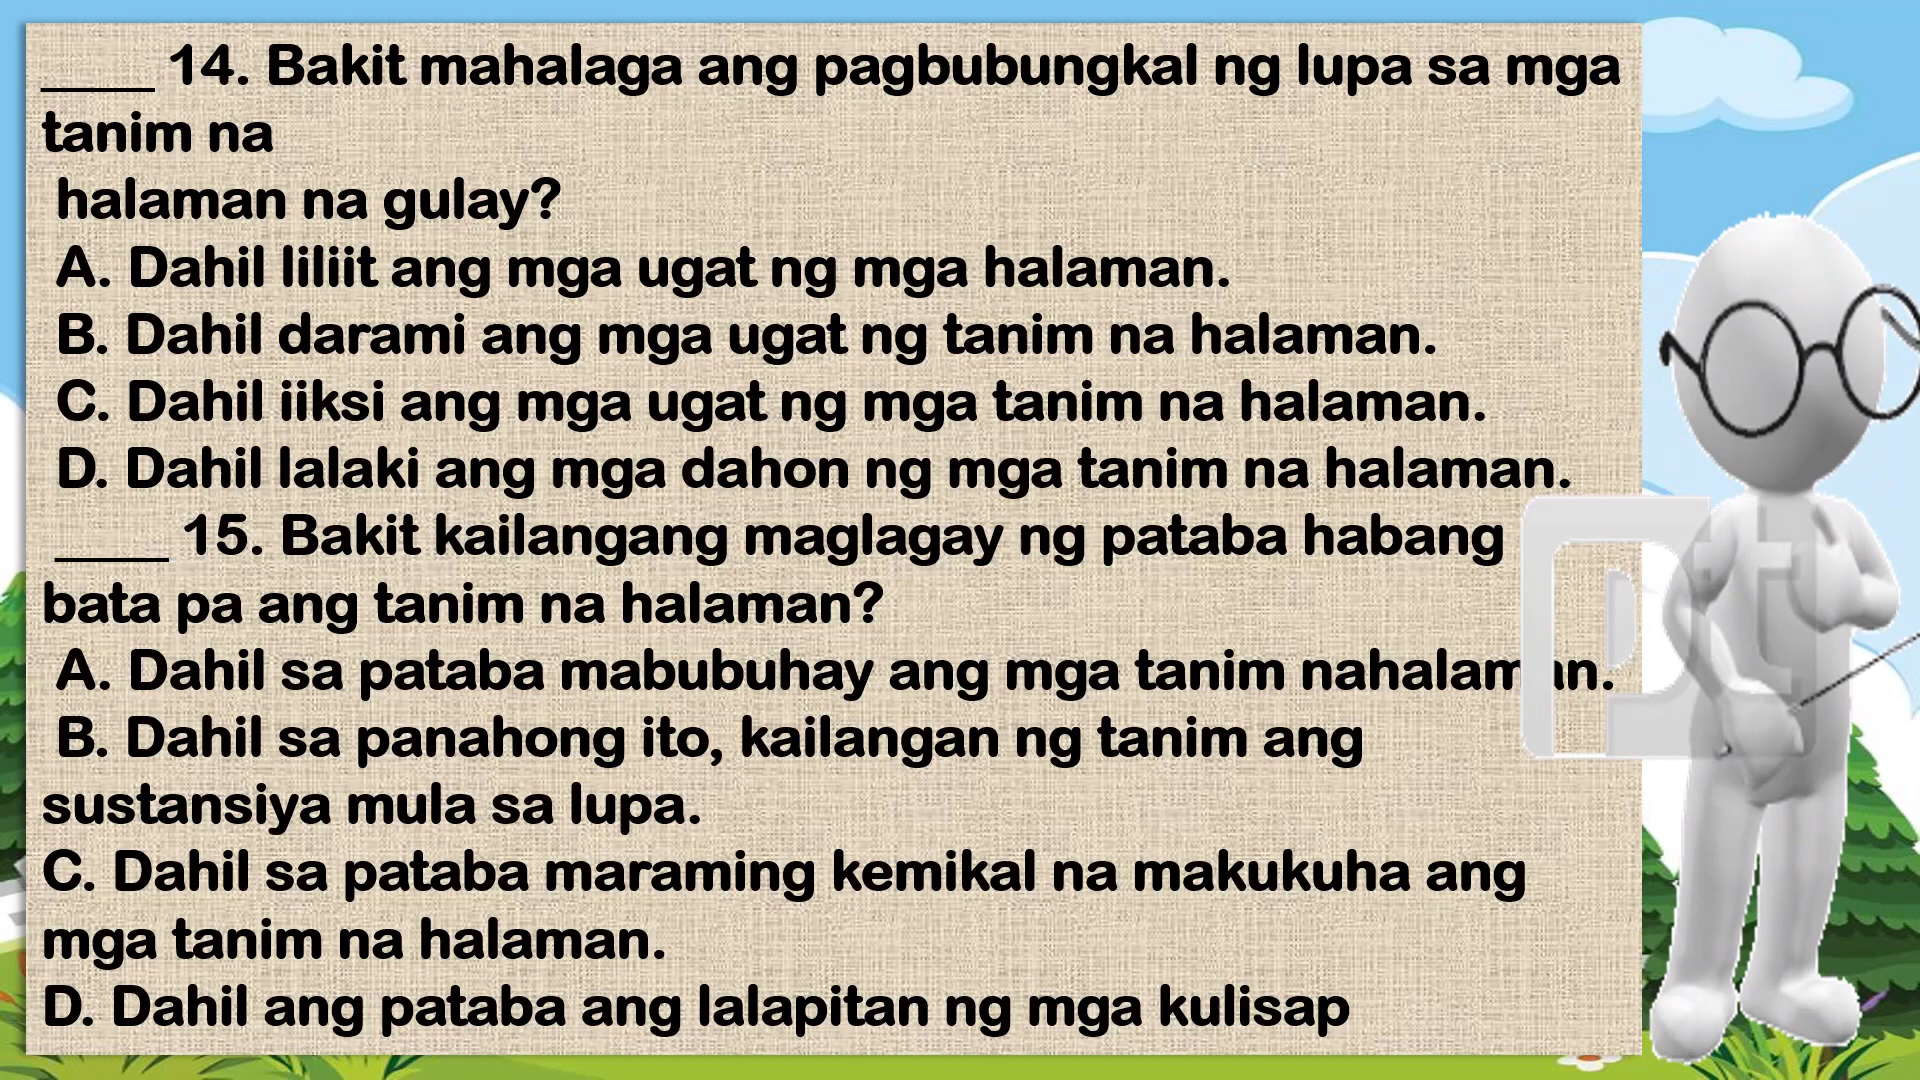 ____ 14. Bakit mahalaga ang pagbubungkal ng lupa sa mga
tanim na
halaman na gulay?
A. Dahil liliit ang mga ugat ng mga halaman.
B. Dahil darami ang mga ugat ng tanim na halaman.
C. Dahil iiksi ang mga ugat ng mga tanim na halaman.
D. Dahil lalaki ang mga dahon ng mga tanim na halaman.
____ 15. Bakit kailangang maglagay ng pataba habang
bata pa ang tanim na halaman?
A. Dahil sa pataba mabubuhay ang mga tanim nahalaman.
B. Dahil sa panahong ito, kailangan ng tanim ang
sustansiya mula sa lupa.
C. Dahil sa pataba maraming kemikal na makukuha ang
mga tanim na halaman.
D. Dahil ang pataba ang lalapitan ng mga kulisap